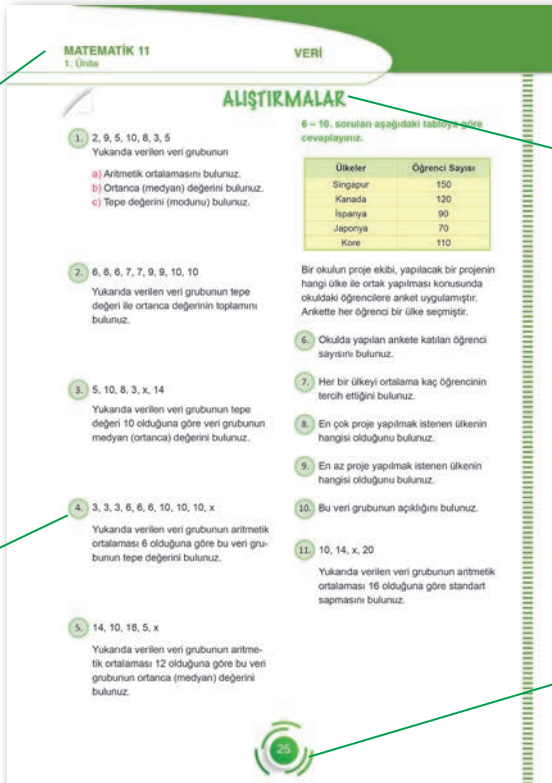 MATEMATİK 11
1. Ünite
VERİ
ALIŞTIRMALAR
1. 2, 9, 5, 10, 8, 3, 5
Yukarıda verilen veri grubunun
a) Aritmetik ortalamasını bulunuz.
b) Ortanca (medyan) değerini bulunuz.
c) Tepe değerini (modunu) bulunuz.
2. 6, 6, 6, 7, 7, 9, 9, 10, 10
Yukarıda verilen veri grubunun tepe
değeri ile ortanca değerinin toplamını
bulunuz.
3. 5, 10, 8, 3, x, 14
Yukarıda verilen veri grubunun tepe
değeri 10 olduğuna göre veri grubunun
medyan (ortanca) değerini bulunuz.
4. 3, 3, 3, 6, 6, 6, 10, 10, 10, x
Yukarıda verilen veri grubunun aritmetik
ortalaması 6 olduğuna göre bu veri gru-
bunun tepe değerini bulunuz.
5. 14, 10, 18, 5, x
Yukarıda verilen veri grubunun aritme-
tik ortalaması 12 olduğuna göre bu veri
grubunun ortanca (medyan) değerini
bulunuz.
6 – 10. soruları aşağıdaki tabloya göre
cevaplayınız.
Ülkeler Öğrenci Sayısı
Singapur 150
Kanada 120
İspanya 90
Japonya 70
Kore 110
Bir okulun proje ekibi, yapılacak bir projenin
hangi ülke ile ortak yapılması konusunda
okuldaki öğrencilere anket uygulamıştır.
Ankette her öğrenci bir ülke seçmiştir.
6. Okulda yapılan ankete katılan öğrenci
sayısını bulunuz.
7. Her bir ülkeyi ortalama kaç öğrencinin
tercih ettiğini bulunuz.
8. En çok proje yapılmak istenen ülkenin
hangisi olduğunu bulunuz.
9. En az proje yapılmak istenen ülkenin
hangisi olduğunu bulunuz.
10. Bu veri grubunun açıklığını bulunuz.
11. 10, 14, x, 20
Yukarıda verilen veri grubunun aritmetik
ortalaması 16 olduğuna göre standart
sapmasını bulunuz.
25